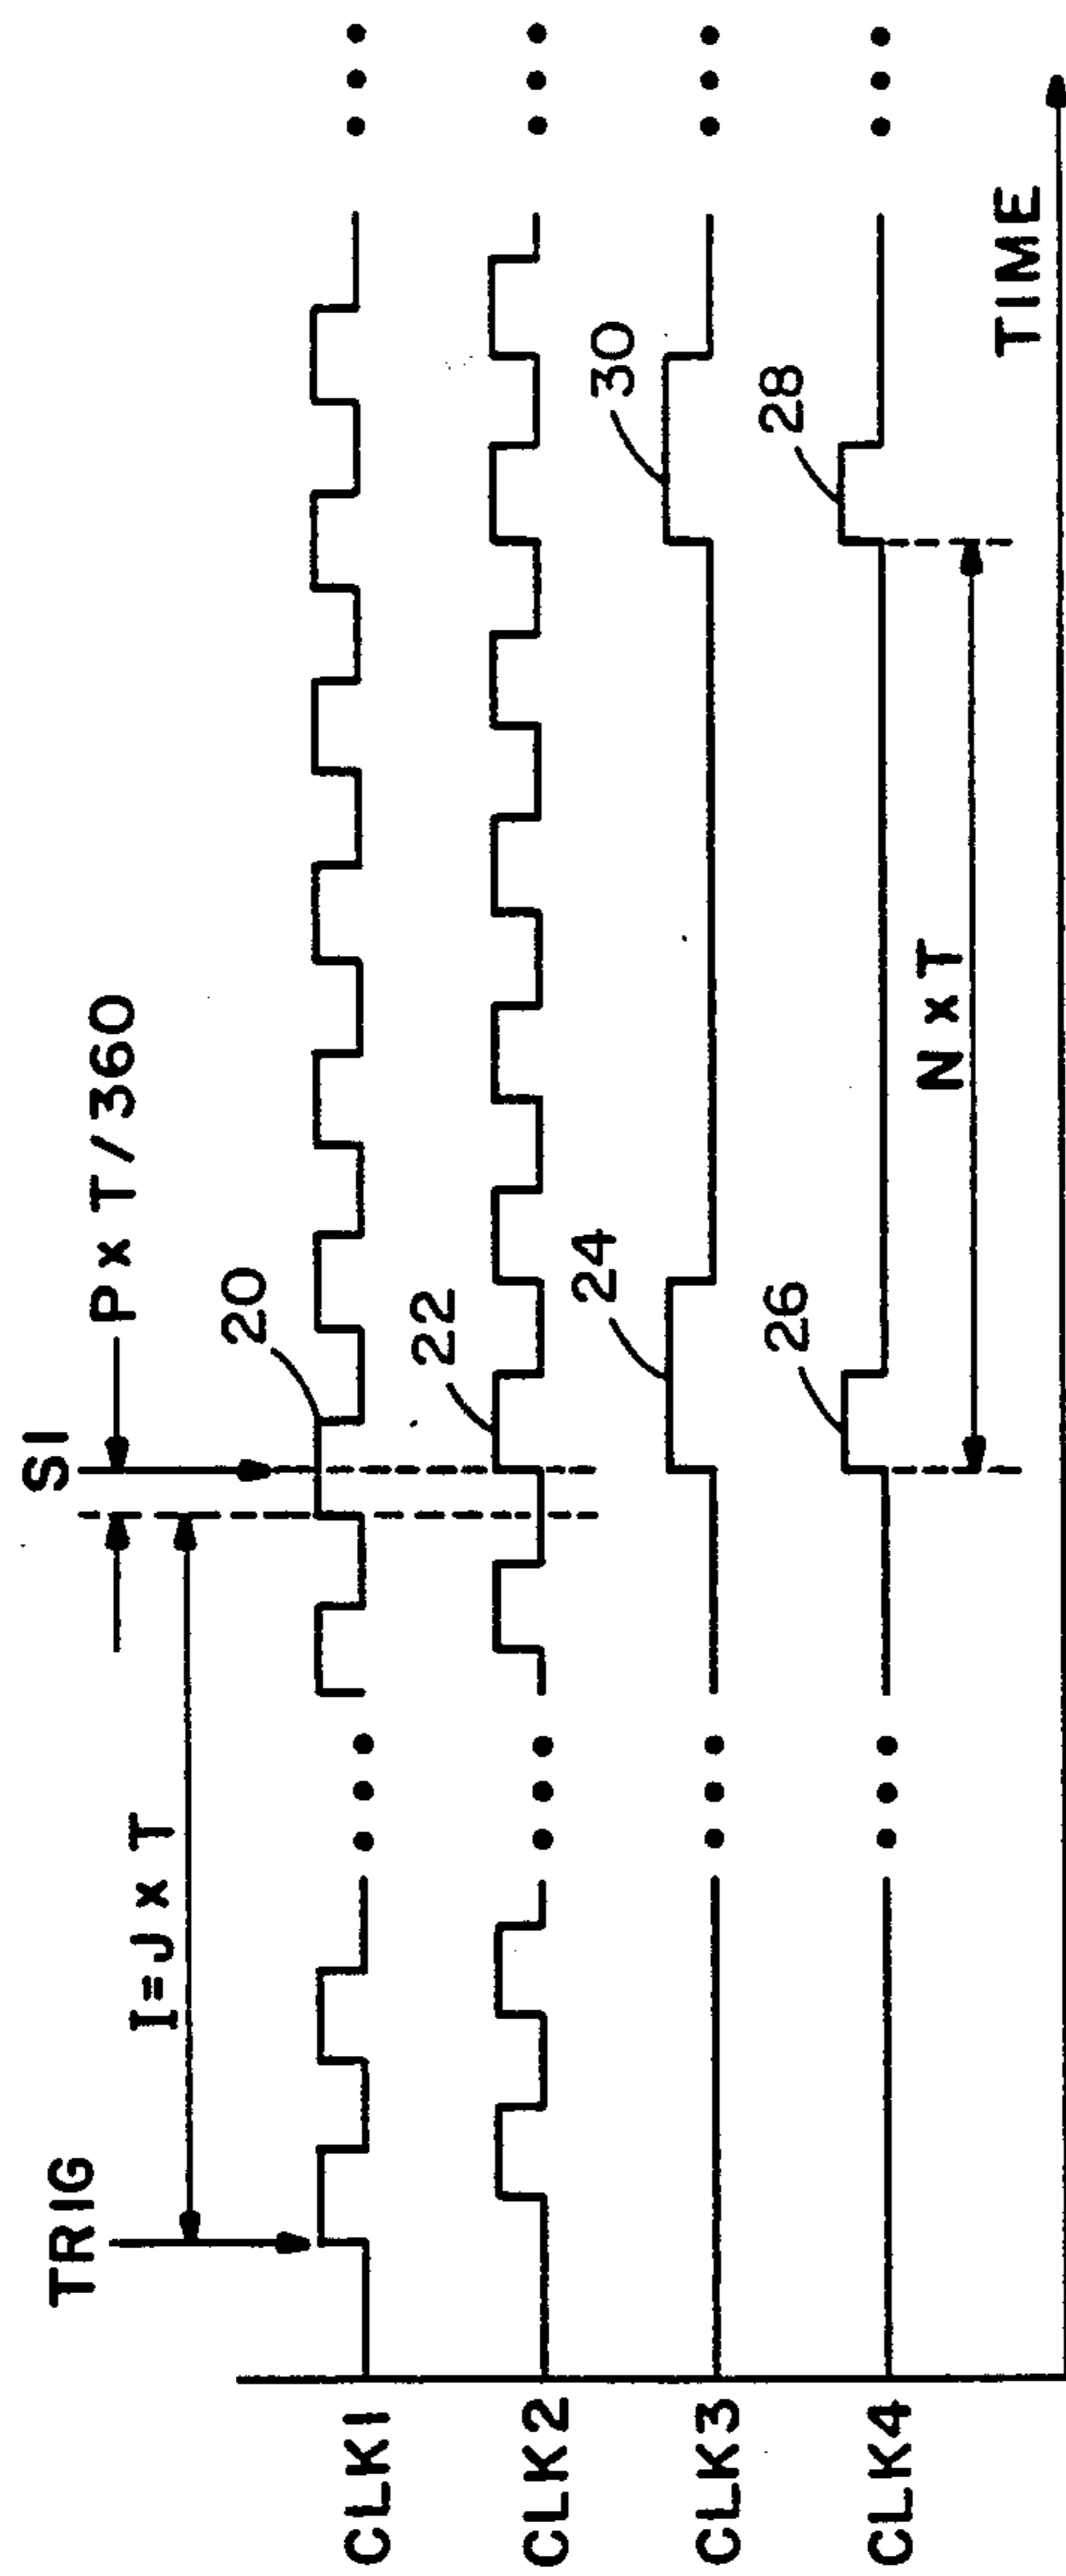 TRIG
I=J x T
SI
P x T/360
CLK1
20
CLK2
22
CLK3
24
30
CLK4
26
28
N x T
TIME